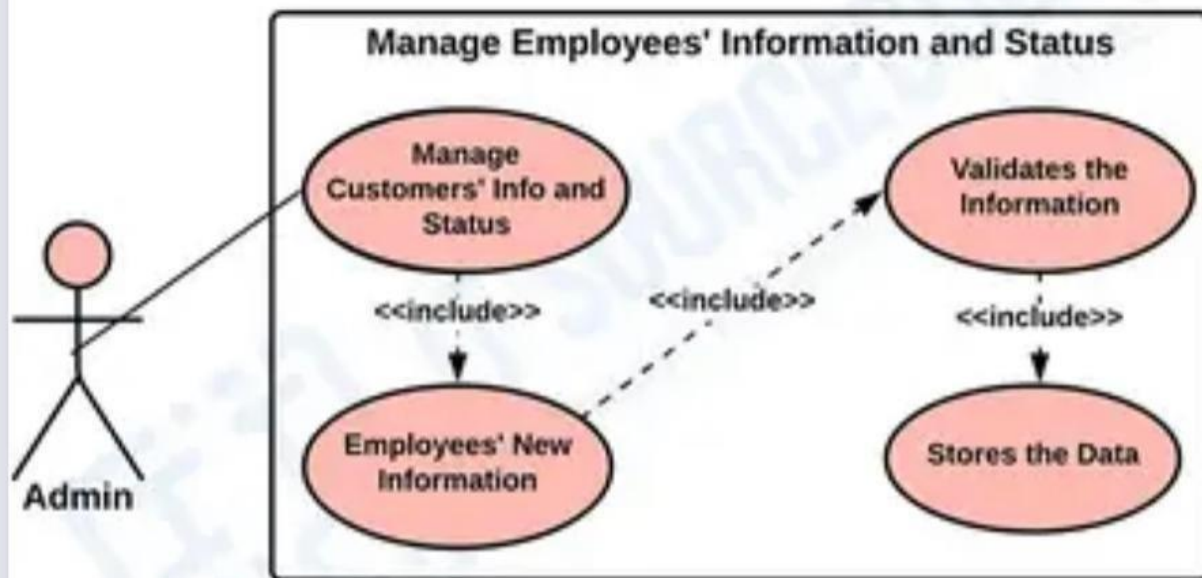 Manage Employees' Information and Status
Manage
Customers' Info and
Status
Validates the
Information
<<include>>
<<include>>
<<include>>
Employees' New
Information
Stores the Data
Admin